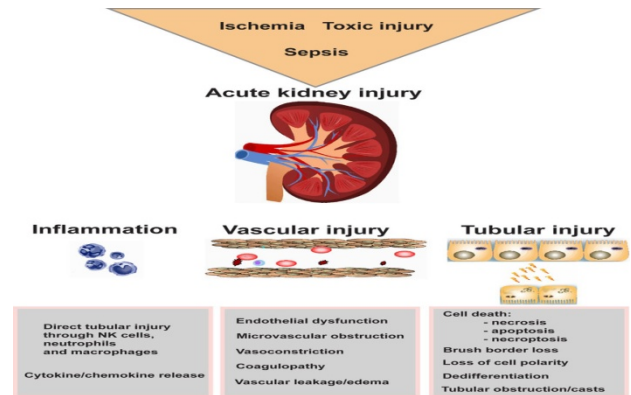 Ischemia Toxic injury
Sepsis
Acute kidney injury
Inflammation
Vascular injury
Tubular injury
Direct tubular injury
through NK cells,
neutrophils
and macrophages
Cytokine/chemokine release
Endothelial dysfunction
Microvascular obstruction
Vasoconstriction
Coagulopathy
Vascular leakage/edema
Cell death:
- necrosis
- apoptosis
- necroptosis
Brush border loss
Loss of cell polarity
Dedifferentiation
Tubular obstruction/casts